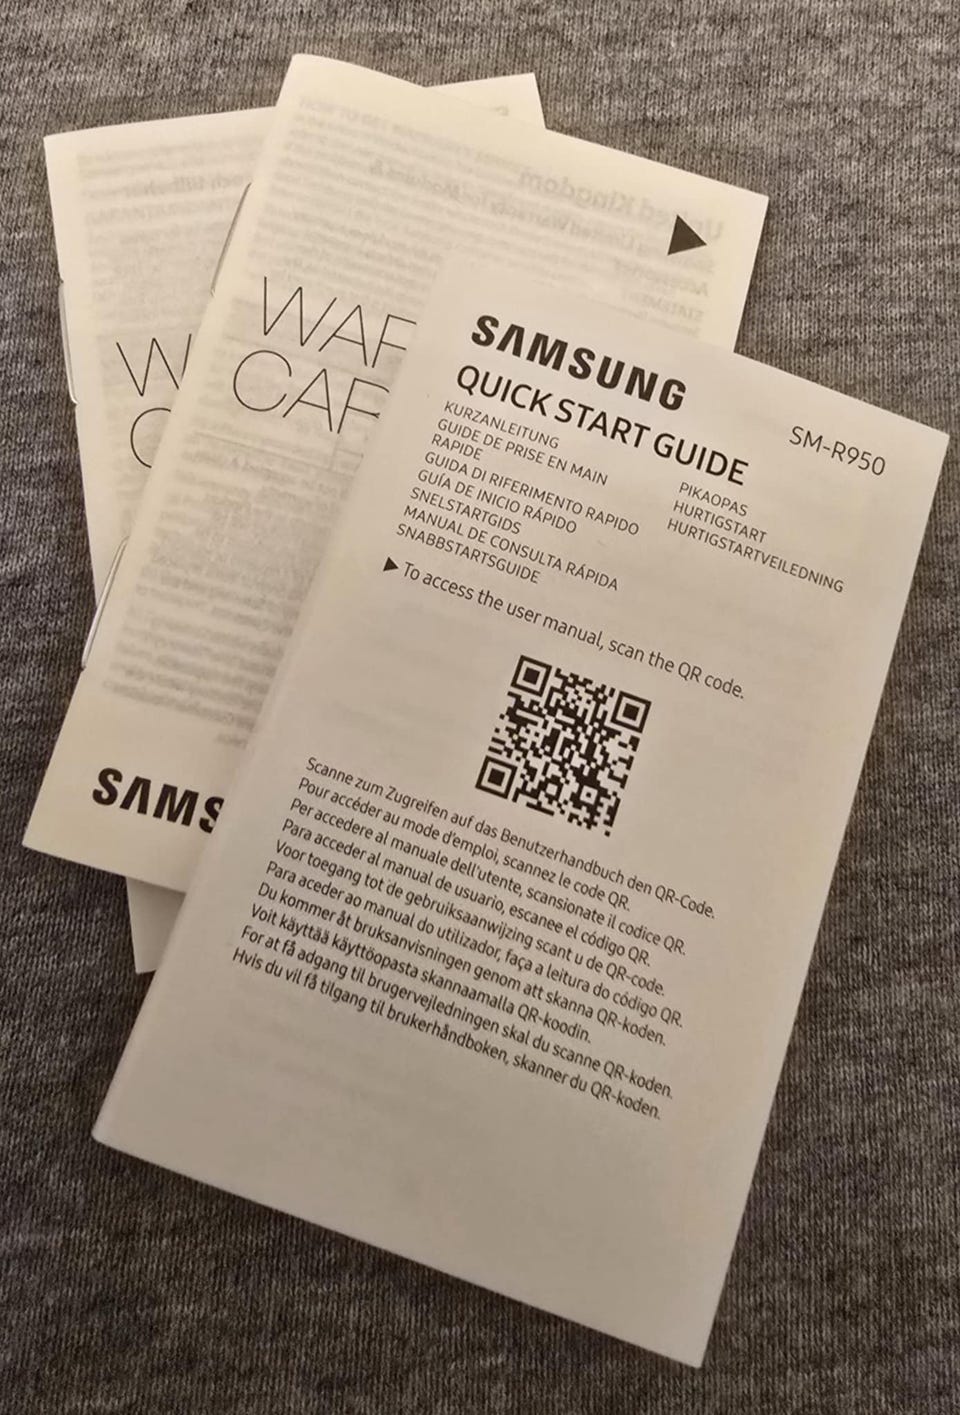 WAR
CAR
SAMS
SAMSUNG
QUICK START GUIDE
SM-R950
KURZANLEITUNG
GUIDE DE PRISE EN MAIN
RAPIDE
GUIDA DI RIFERIMENTO RAPIDO
GUÍA DE INICIO RÁPIDO
SNELSTARTGIDS
MANUAL DE CONSULTA RÁPIDA
SNABBSTARTSGUIDE
PIKAOPAS
HURTIGSTART
HURTIGSTARTVEILEDNING
▶ To access the user manual, scan the QR code.
Scanne zum Zugreifen auf das Benutzerhandbuch den QR-Code.
Pour accéder au mode d'emploi, scannez le code QR.
Per accedere al manuale dell'utente, scansionate il codice QR.
Para acceder al manual de usuario, escanee el código QR.
Voor toegang tot de gebruiksaanwijzing scant u de QR-code.
Para aceder ao manual do utilizador, faça a leitura do código QR.
Du kommer åt bruksanvisningen genom att skanna QR-koden.
Voit käyttää käyttöopasta skannaamalla QR-koodin.
For at få adgang til brugervejledningen skal du scanne QR-koden.
Hvis du vil få tilgang til brukerhåndboken, skanner du QR-koden.